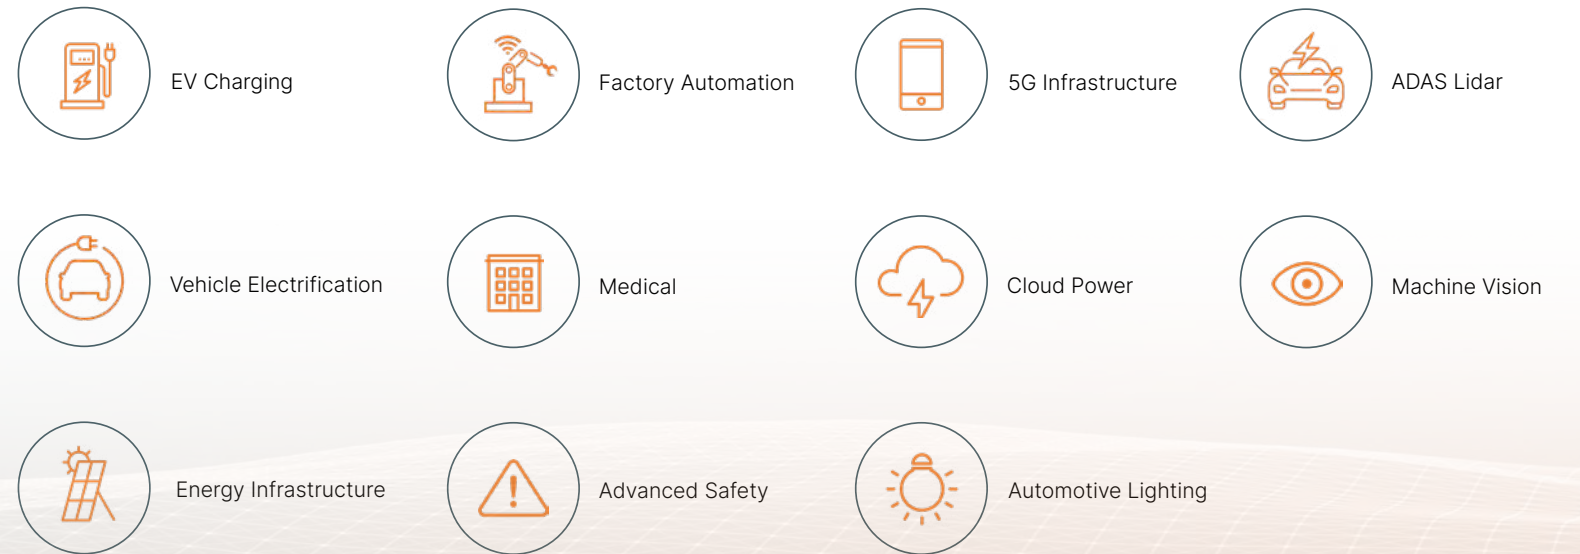 EV Charging
Factory Automation
5G Infrastructure
ADAS Lidar
Vehicle Electrification
Medical
Cloud Power
Machine Vision
Energy Infrastructure
Advanced Safety
Automotive Lighting